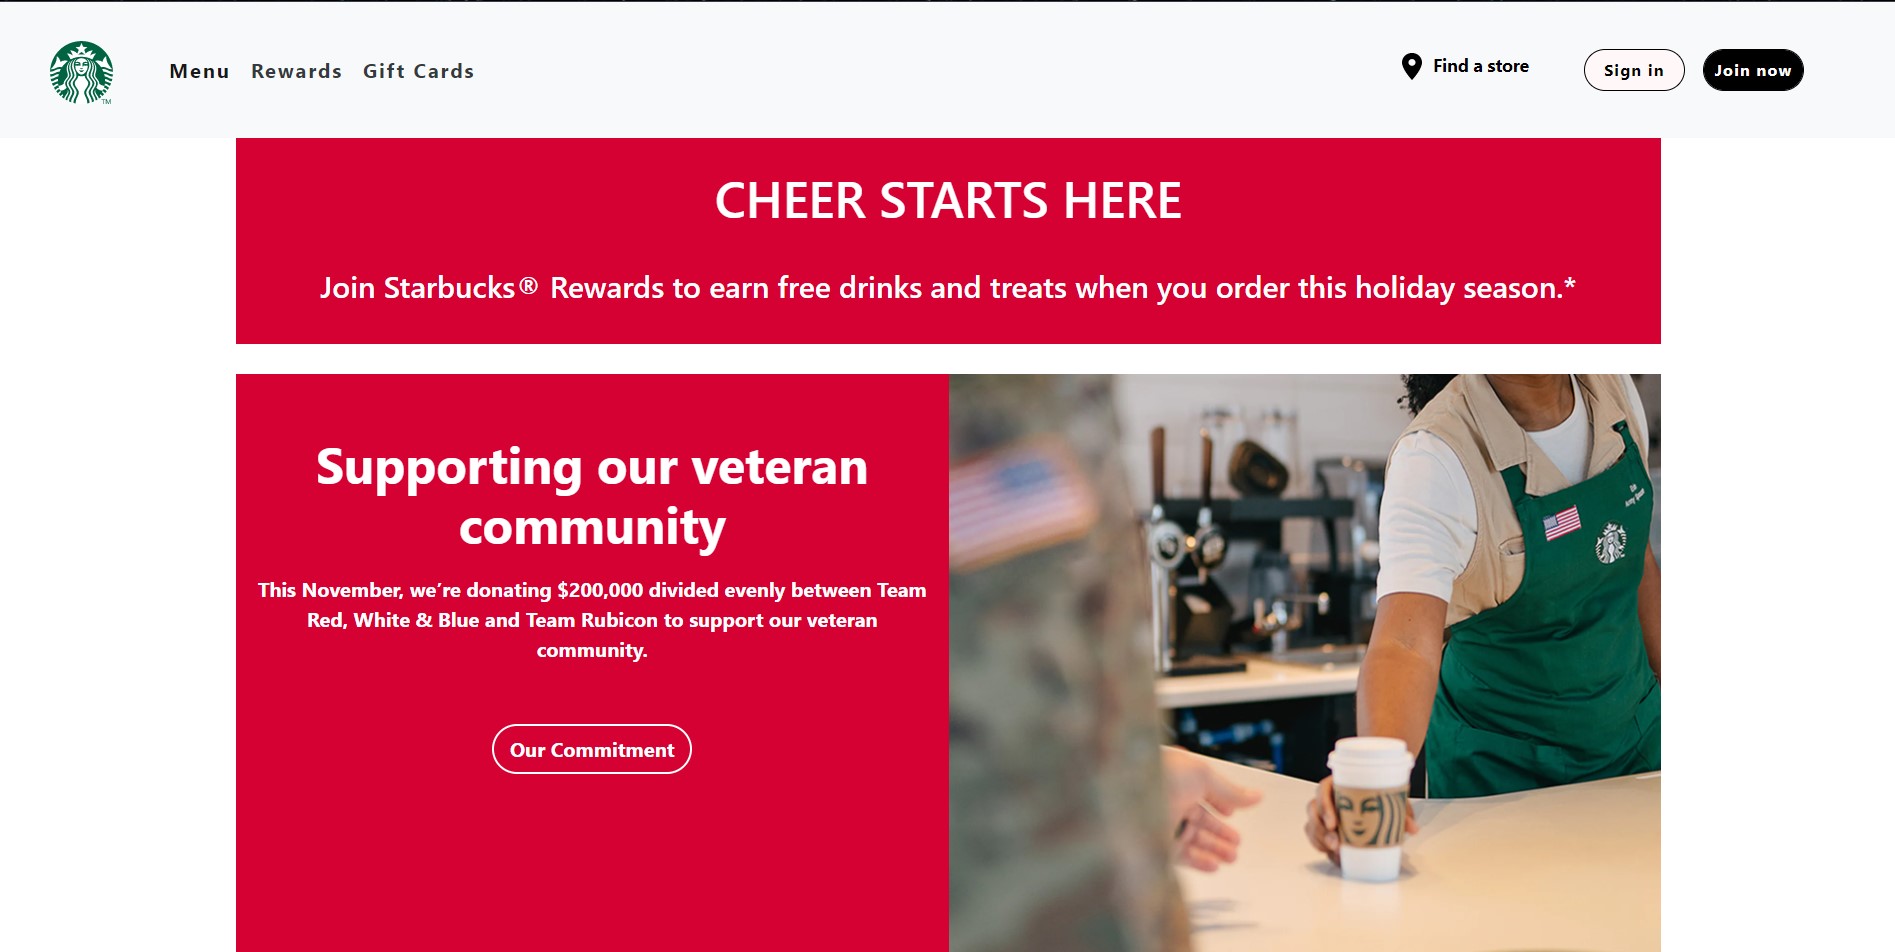 Menu Rewards Gift Cards Find a store Sign in Join now
TM
CHEER STARTS HERE
Join Starbucks® Rewards to earn free drinks and treats when you order this holiday season.*
Supporting our veteran
community
This November, we’re donating $200,000 divided evenly between Team
Red, White & Blue and Team Rubicon to support our veteran
community.
Our Commitment